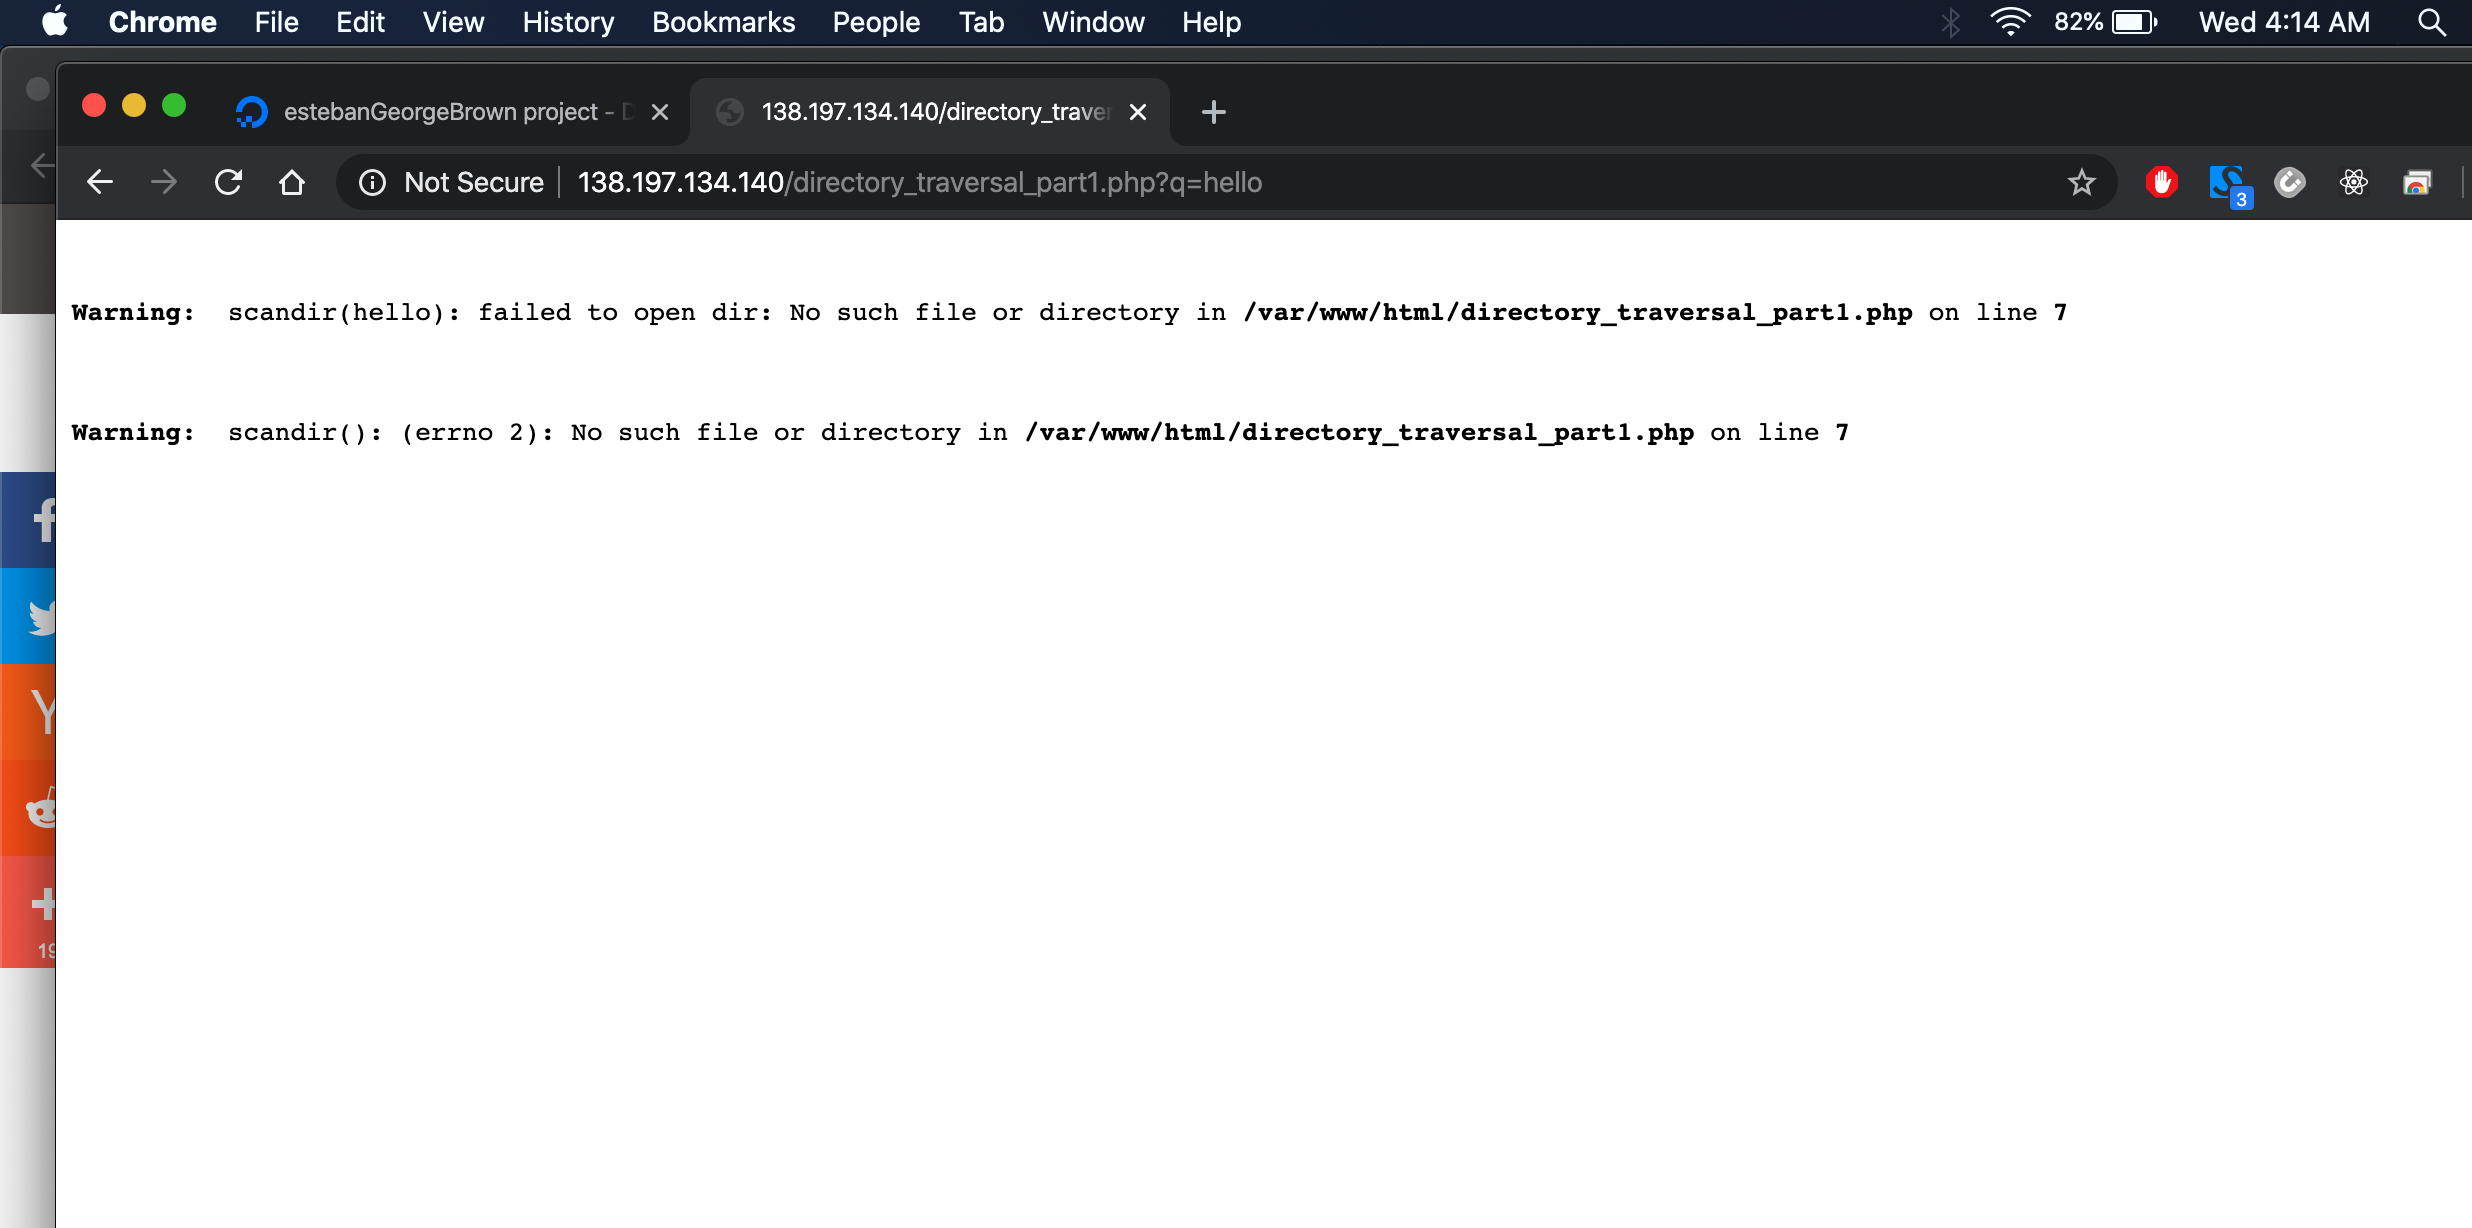 Chrome File Edit View History Bookmarks People Tab Window Help 82% Wed 4:14 AM
estebanGeorgeBrown project - 138.197.134.140/directory_traver
Not Secure 138.197.134.140/directory_traversal_part1.php?q=hello 3
Warning: scandir(hello): failed to open dir: No such file or directory in /var/www/html/directory_traversal_part1.php on line 7
Warning: scandir(): (errno 2): No such file or directory in /var/www/html/directory_traversal_part1.php on line 7